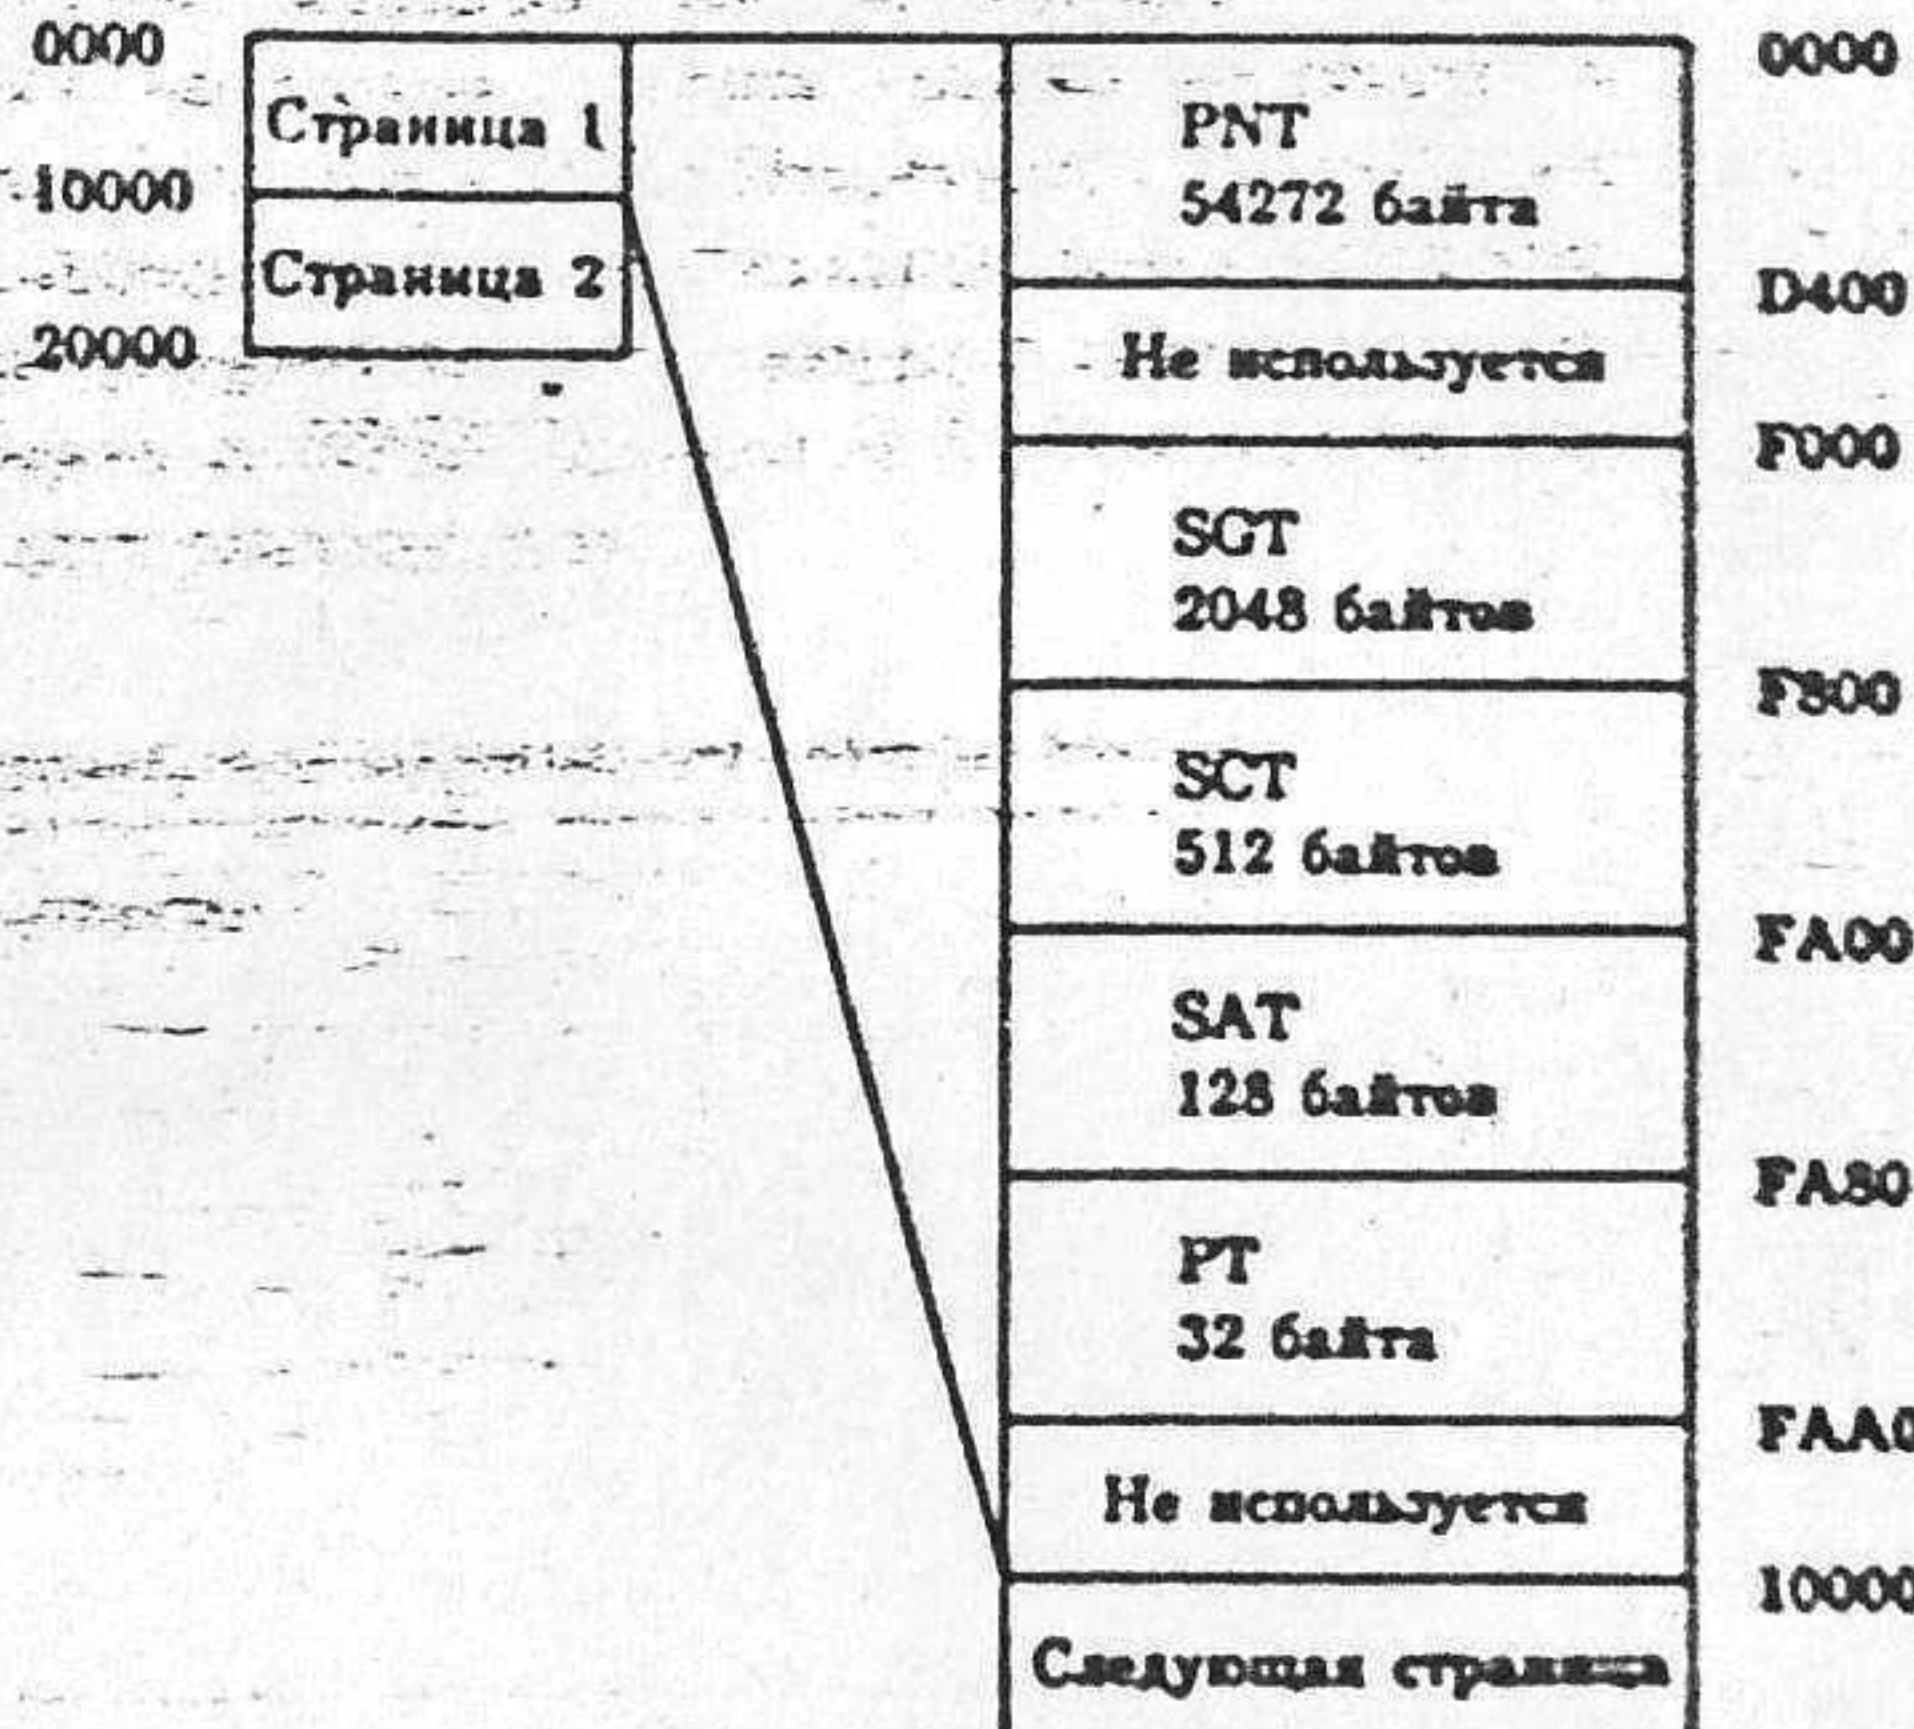 0000
Страница 1
10000
Страница 2
20000
0000
PNT
54272 байта
D400
Не используется
F000
SGT
2048 байтов
F800
SCT
512 байтов
FA00
SAT
128 байтов
FA80
PT
32 байта
FAA0
Не используется
10000
Следующая страница